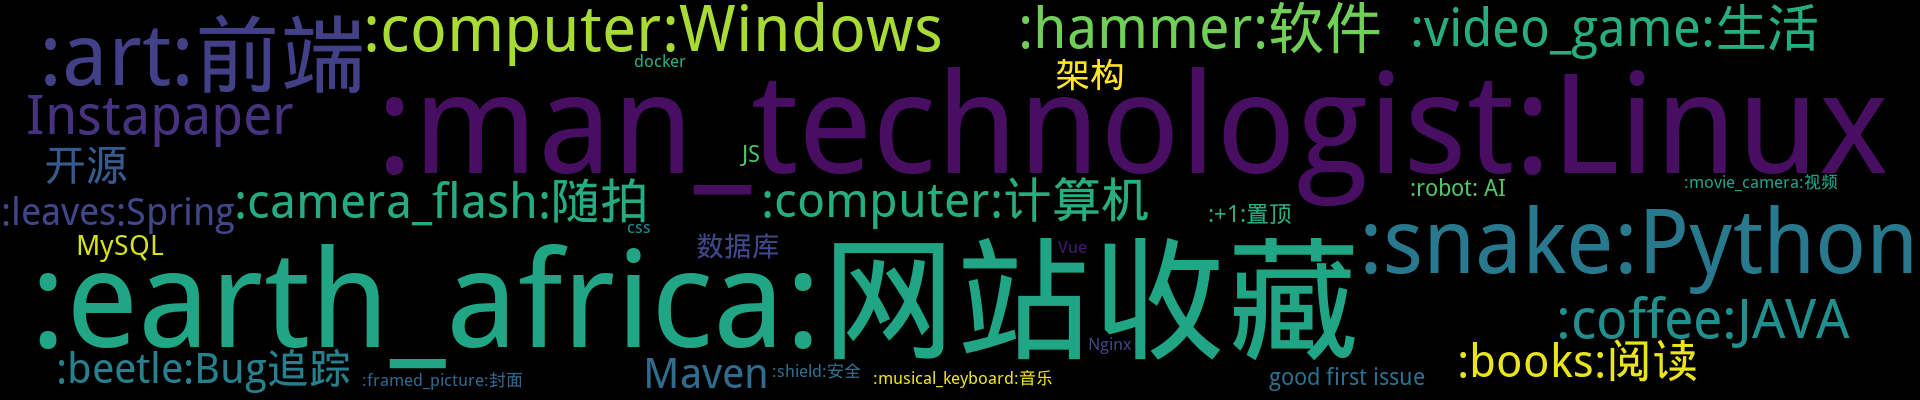 :art:前端
:computer:Windows
:hammer:软件
:video_game:生活
docker
架构
Instapaper
:man_technologist:Linux
JS
开源
:leaves:Spring
:camera_flash:随拍
:computer:计算机
:robot: AI
:movie_camera:视频
:+1:置顶
css
MySQL
数据库
Vue
:snake:Python
:earth_africa:网站收藏
:coffee:JAVA
Nginx
:beetle:Bug追踪
:framed_picture:封面
Maven
:shield:安全
:musical_keyboard:音乐
good first issue
:books:阅读